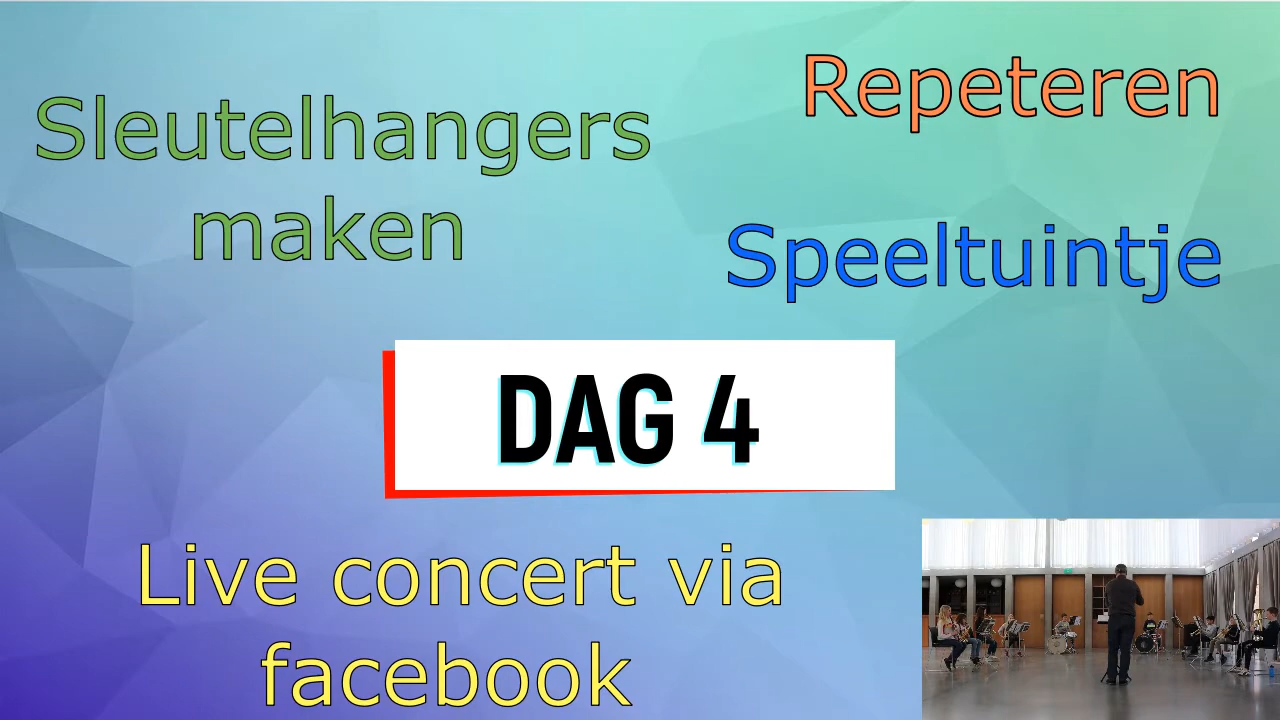 Sleutelhangers
maken
Repeteren
Speeltuintje
DAG 4
Live concert via
facebook